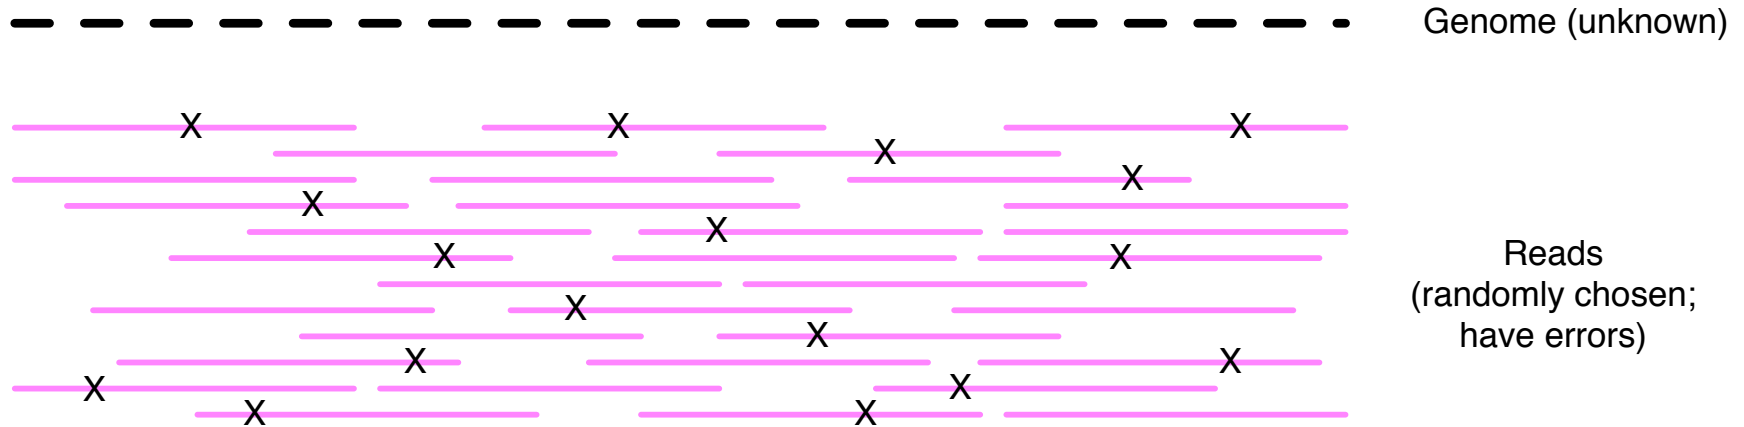 Genome (unknown)
X X X
X
X
X
X
X X
X
X
X X
X X
X X
Reads
(randomly chosen;
have errors)